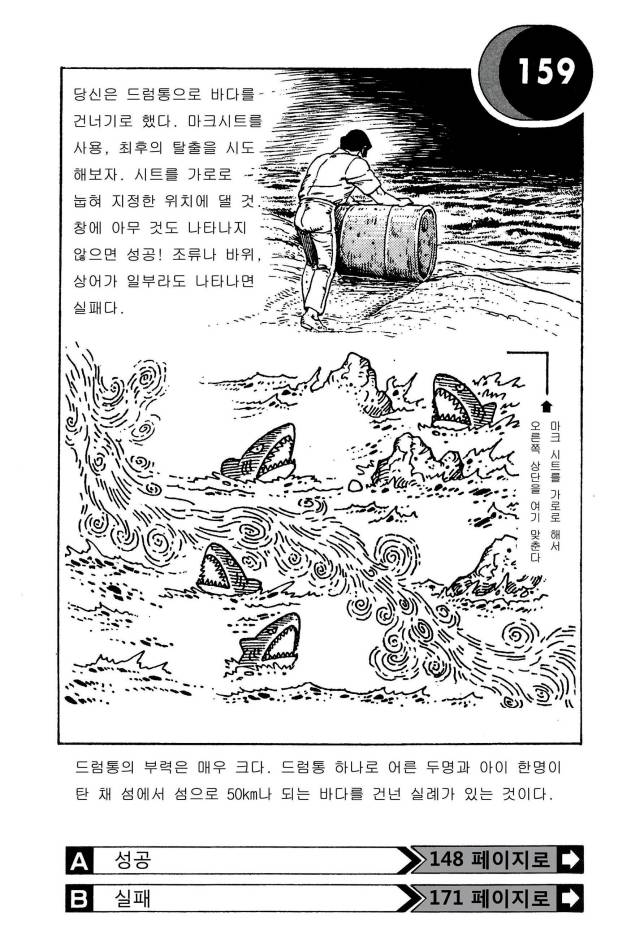 159
당신은 드럼통으로 바다를
건너기로 했다. 마크시트를
사용, 최후의 탈출을 시도
해보자. 시트를 가로로
눕혀 지정한 위치에 댈 것
창에 아무 것도 나타나지
않으면 성공! 조류나 바위,
상어가 일부라도 나타나면
실패다.
마크 시트를 가로로 해서
오른쪽 상단을 여기 맞춘다
드럼통의 부력은 매우 크다. 드럼통 하나로 어른 두명과 아이 한명이
탄 채 섬에서 섬으로 50km나 되는 바다를 건넌 실례가 있는 것이다.
A 성공 148 페이지로
B 실패 171 페이지로